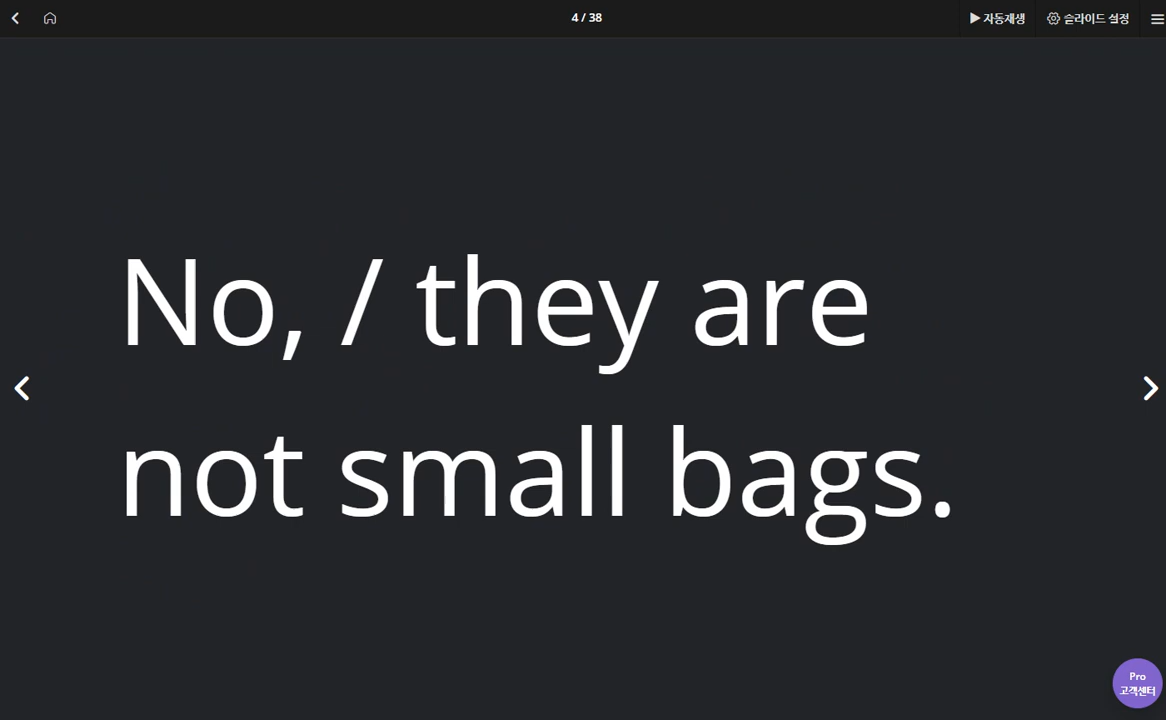 4 / 38
▶ 자동재생
슬라이드 설정
No, / they are
not small bags.
Pro
고객센터